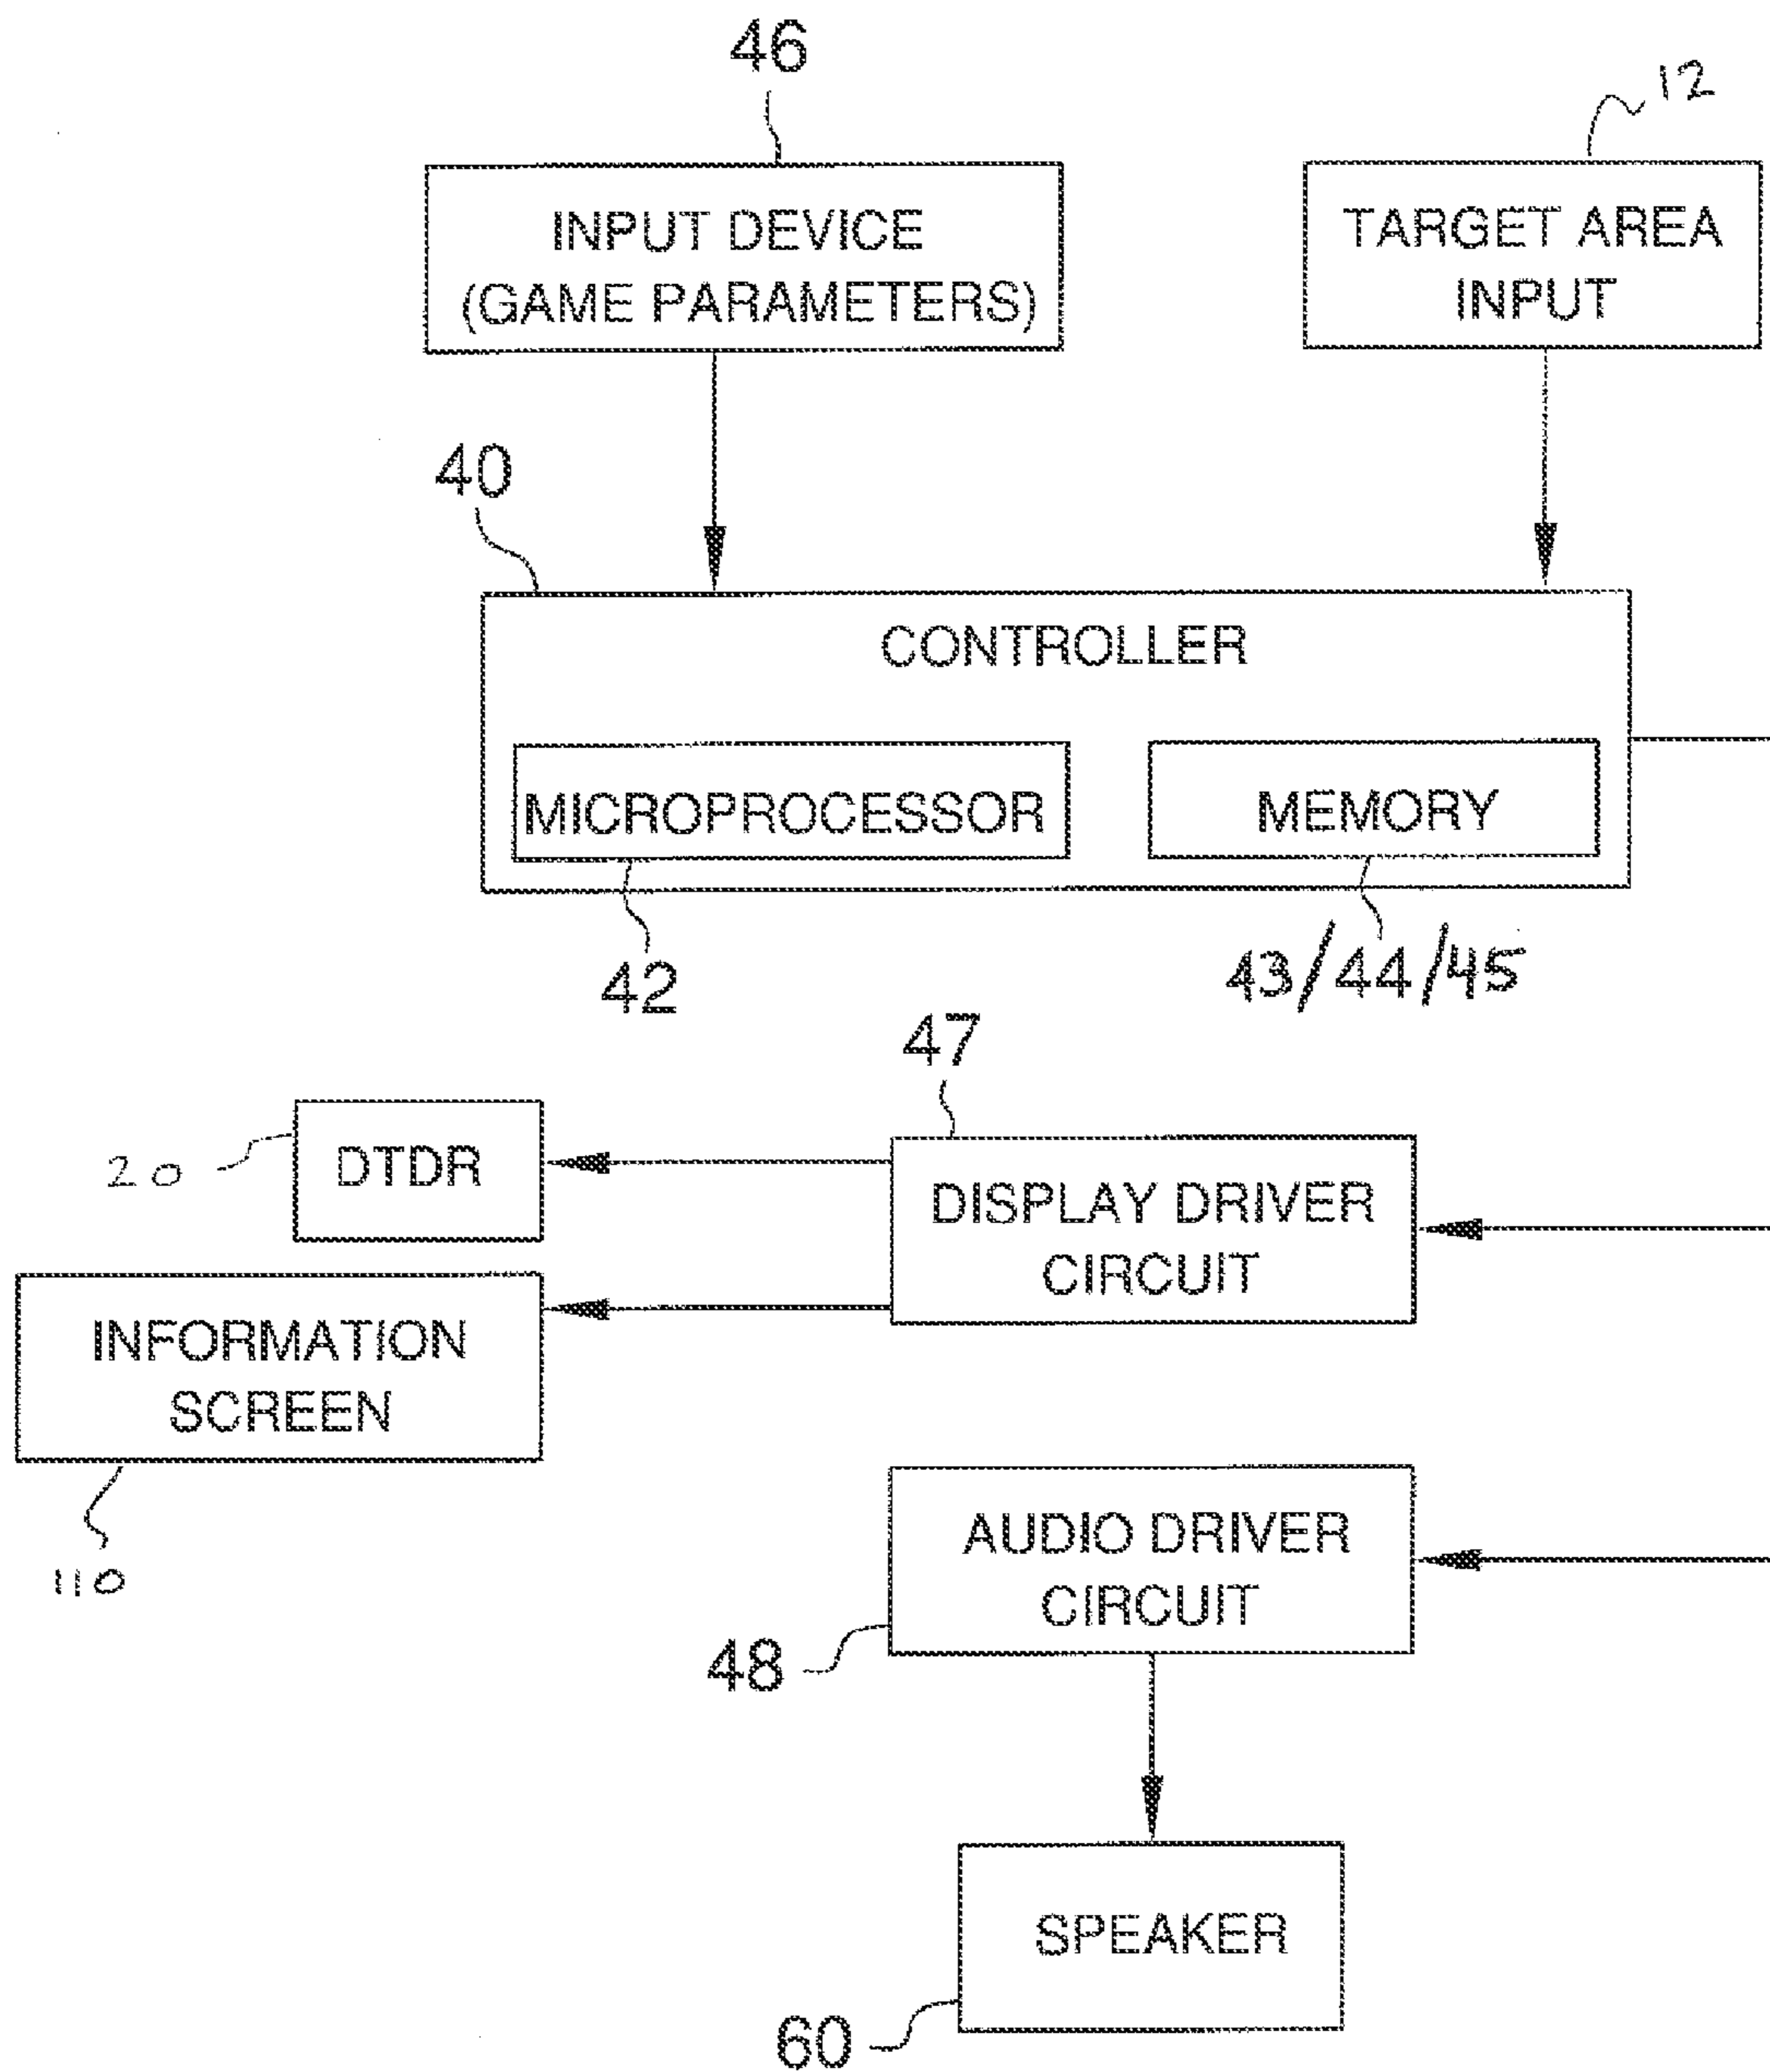 46
12
INPUT DEVICE
(GAME PARAMETERS)
TARGET AREA
INPUT
40
CONTROLLER
MICROPROCESSOR
MEMORY
42
43/44/45
47
20
DTDR
DISPLAY DRIVER
CIRCUIT
INFORMATION
SCREEN
110
AUDIO DRIVER
CIRCUIT
48
SPEAKER
60